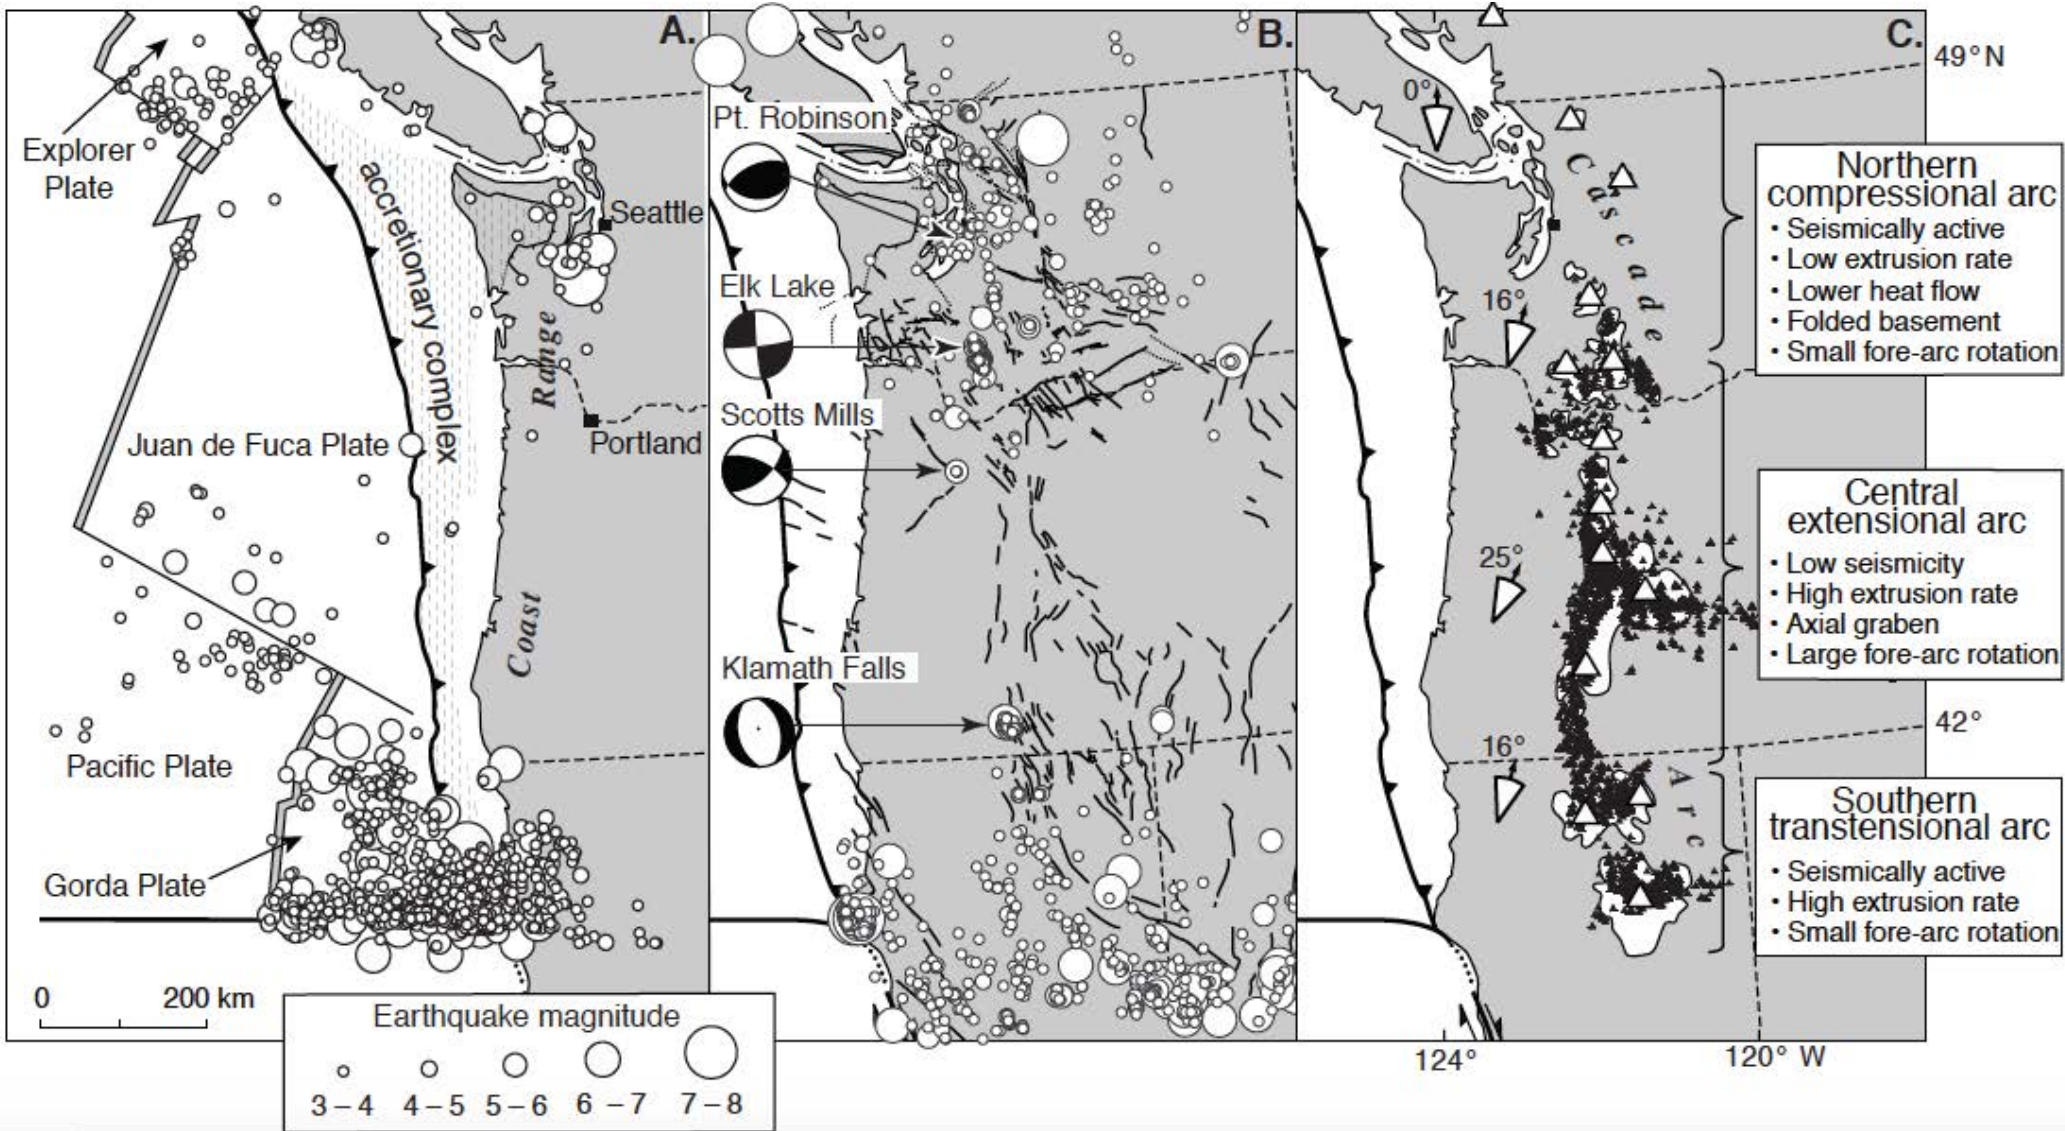 A.
Explorer
Plate
accretionary complex
Seattle
Range
Juan de Fuca Plate
Portland
Coast
Pacific Plate
Gorda Plate
0 200 km
Earthquake magnitude
3 – 4 4 – 5 5 – 6 6 – 7 7 – 8
B.
Pt. Robinson
Elk Lake
Scotts Mills
Klamath Falls
C.
49° N
0°
Cascade
16°
25°
42°
16°
Arc
124°
120° W
Northern
compressional arc
• Seismically active
• Low extrusion rate
• Lower heat flow
• Folded basement
• Small fore-arc rotation
Central
extensional arc
• Low seismicity
• High extrusion rate
• Axial graben
• Large fore-arc rotation
Southern
transtensional arc
• Seismically active
• High extrusion rate
• Small fore-arc rotation